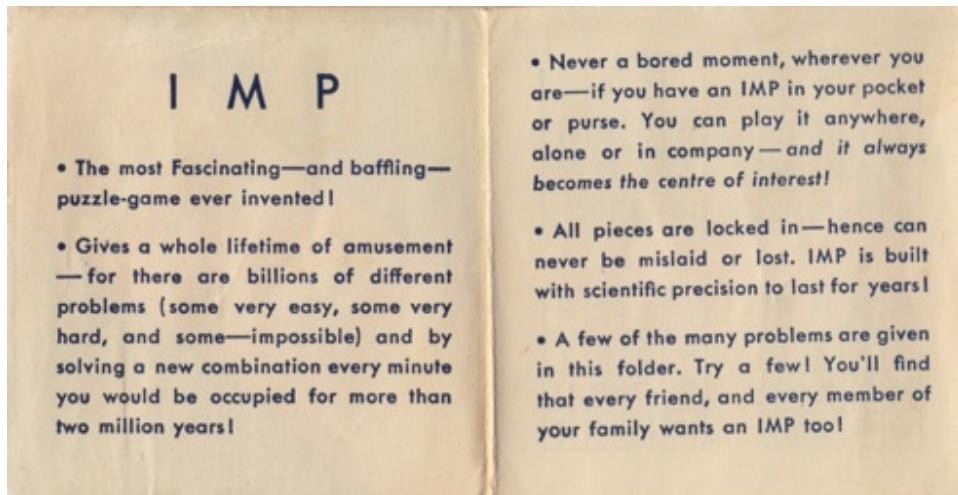 I M P
• The most Fascinating—and baffling—
puzzle-game ever invented!
• Gives a whole lifetime of amusement
—for there are billions of different
problems (some very easy, some very
hard, and some—impossible) and by
solving a new combination every minute
you would be occupied for more than
two million years!
• Never a bored moment, wherever you
are—if you have an IMP in your pocket
or purse. You can play it anywhere,
alone or in company—and it always
becomes the centre of interest!
• All pieces are locked in—hence can
never be mislaid or lost. IMP is built
with scientific precision to last for years!
• A few of the many problems are given
in this folder. Try a few! You'll find
that every friend, and every member of
your family wants an IMP too!